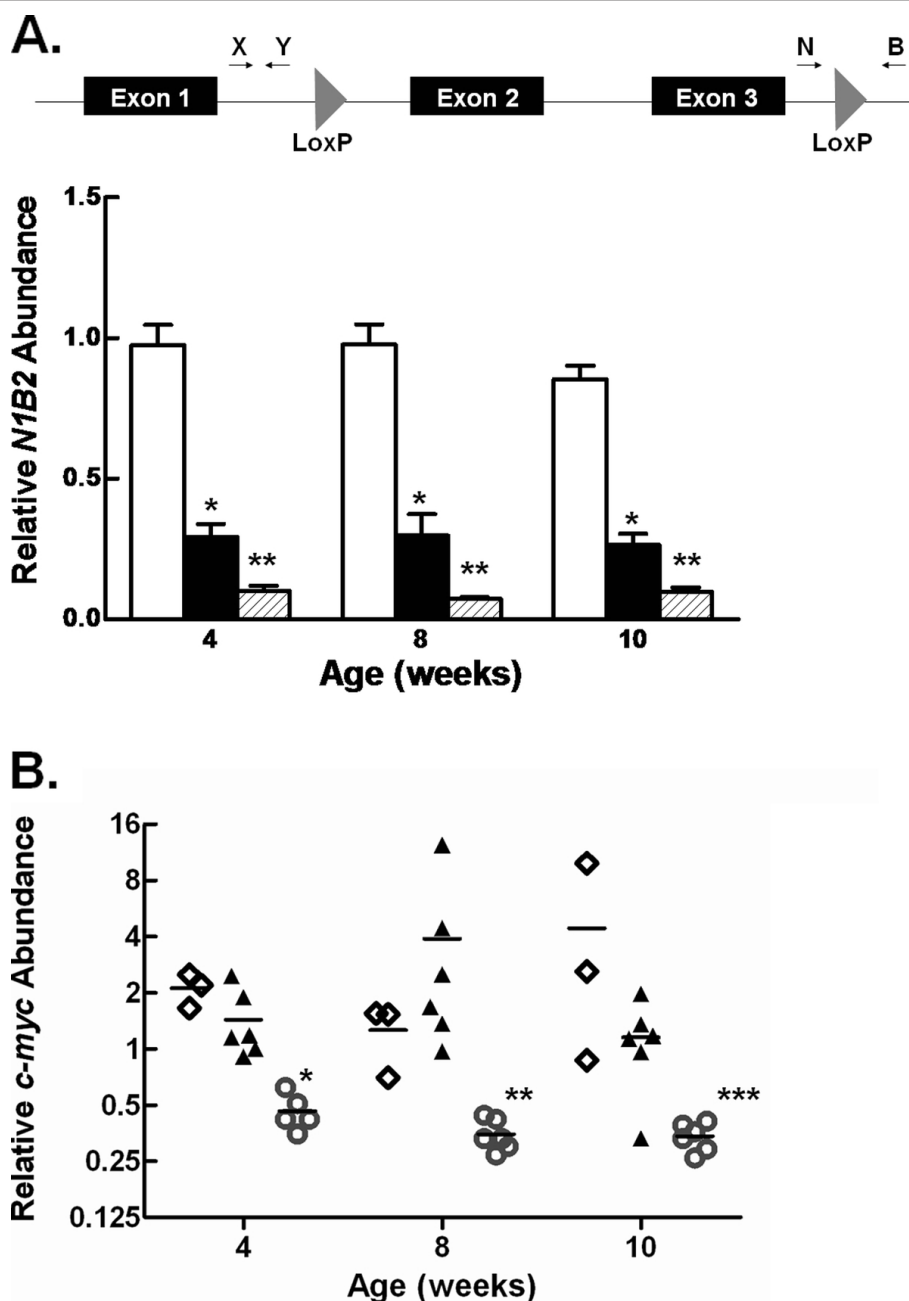 A.
X Y N B
Exon 1 Exon 2 Exon 3
LoxP LoxP
Relative N1B2 Abundance
1.5
1.0
0.5
0.0
* ** * ** * **
4 8 10
Age (weeks)
B.
Relative c-myc Abundance
16
8
4
2
1
0.5
0.25
0.125
* ** ***
4 8 10
Age (weeks)